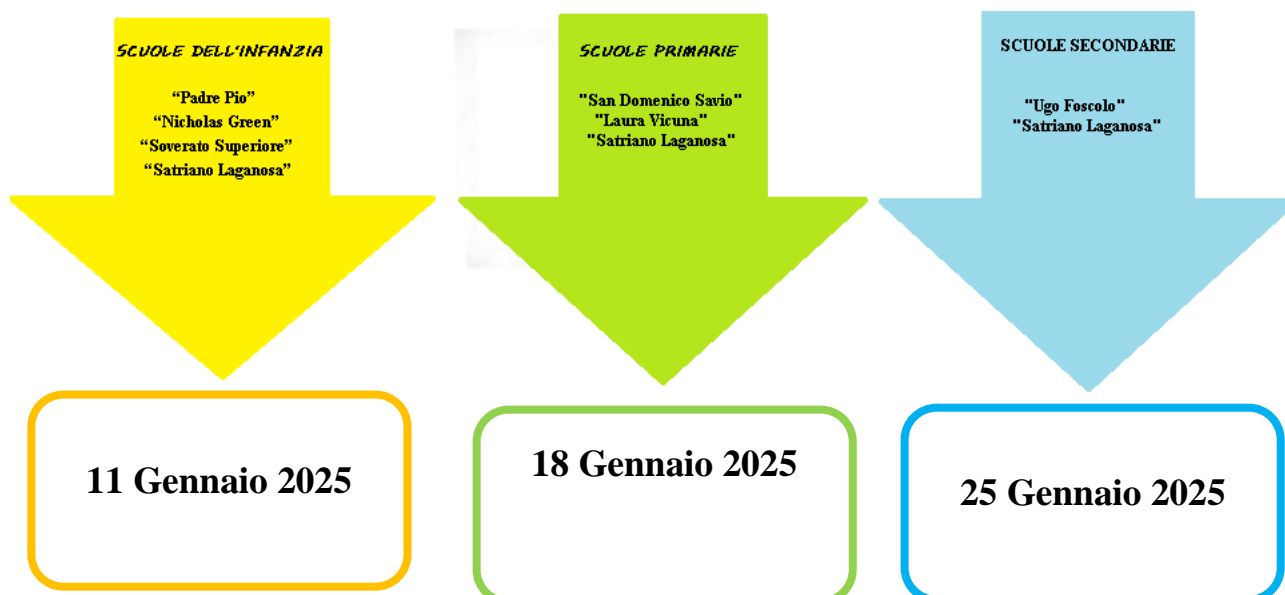 SCUOLE DELL'INFANZIA
“Padre Pio”
“Nicholas Green”
“Soverato Superiore”
“Satriano Laganosa”
11 Gennaio 2025
SCUOLE PRIMARIE
"San Domenico Savio"
"Laura Vicuna"
"Satriano Laganosa"
18 Gennaio 2025
SCUOLE SECONDARIE
"Ugo Foscolo"
"Satriano Laganosa"
25 Gennaio 2025